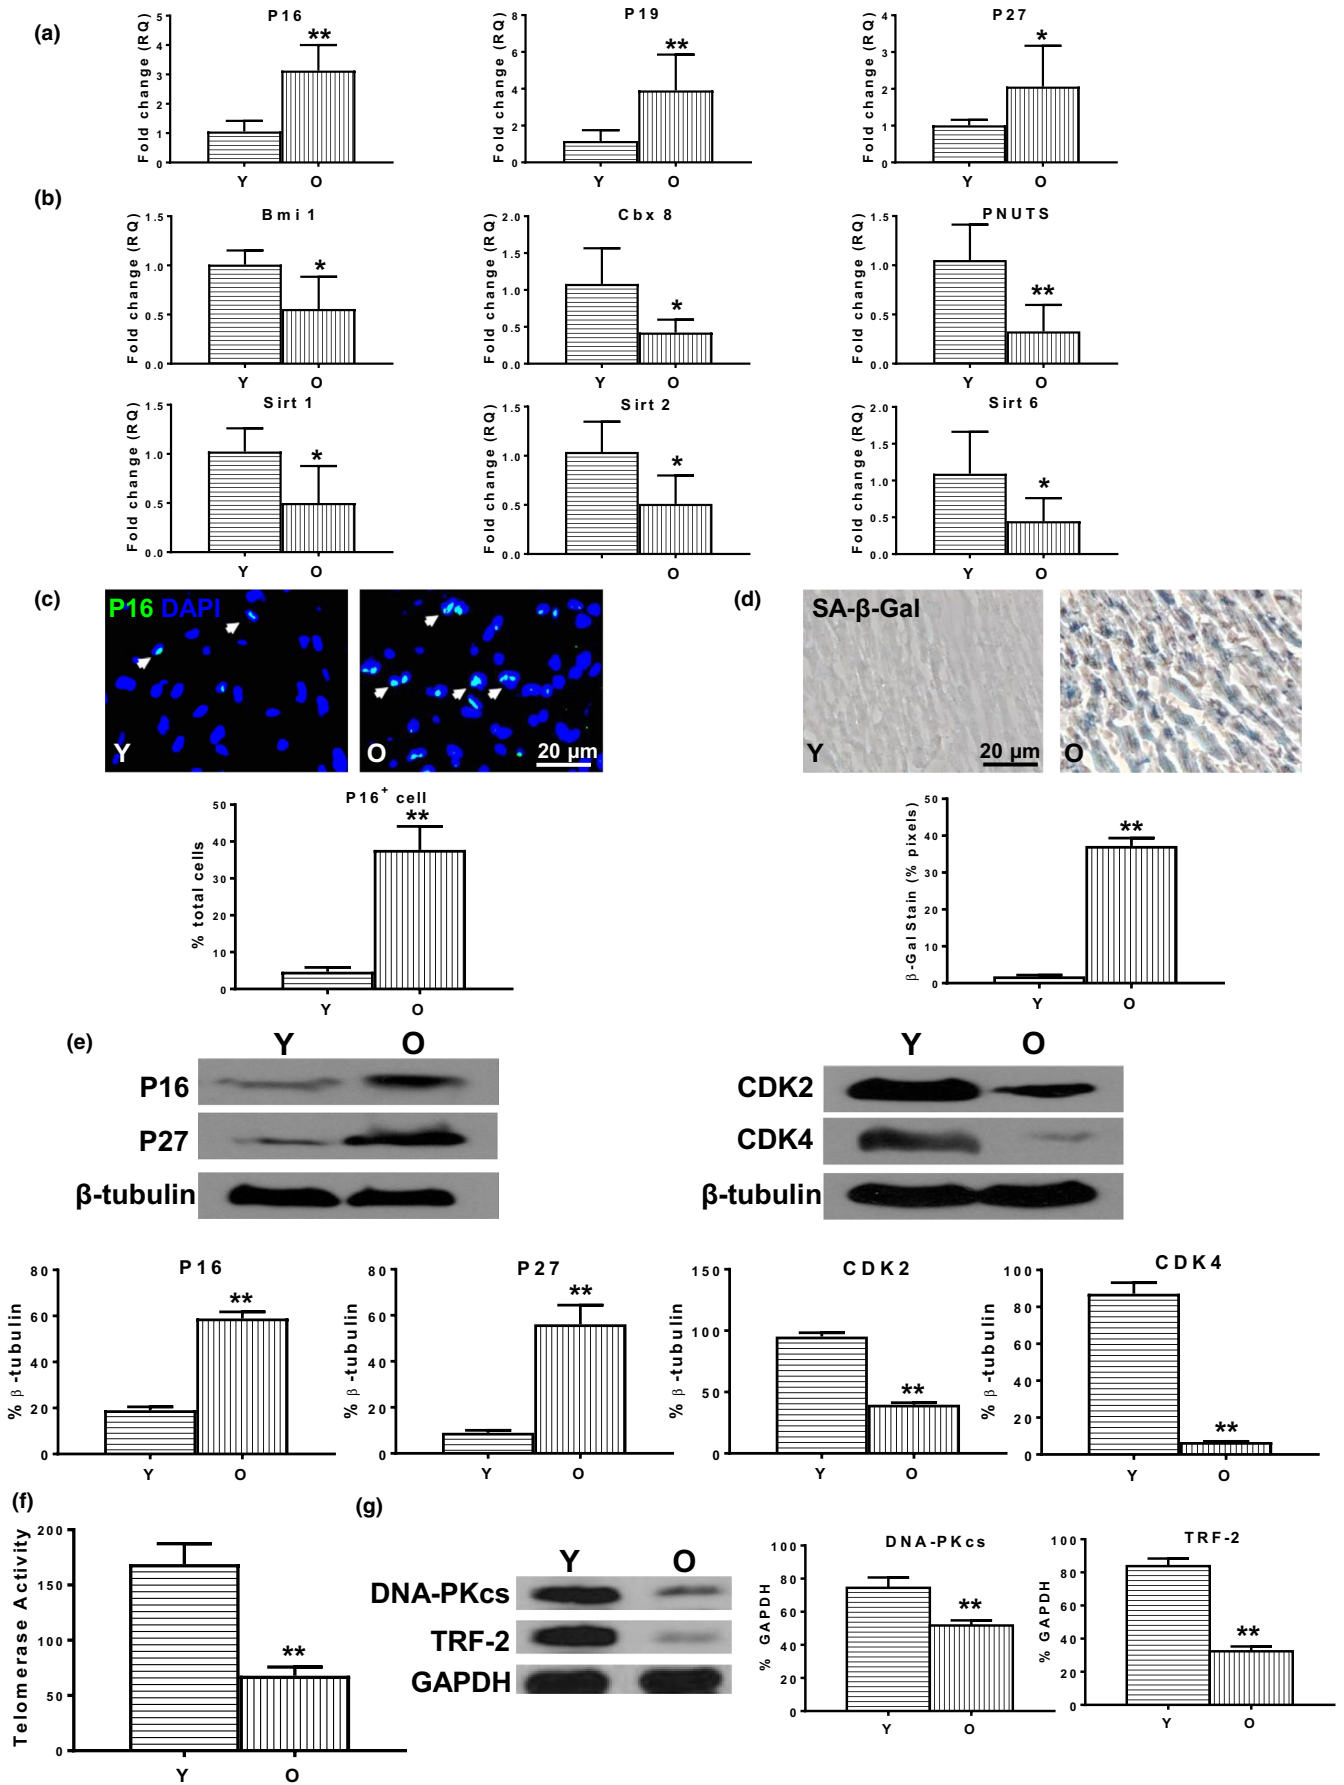 (a)
P16
Fold change (RQ)
5
4
3
2
1
0
**
Y O
P19
Fold change (RQ)
8
6
4
2
0
**
Y O
P27
Fold change (RQ)
4
3
2
1
0
*
Y O
(b)
Bmi 1
Fold change (RQ)
1.5
1.0
0.5
0.0
*
Y O
Cbx 8
Fold change (RQ)
2.0
1.5
1.0
0.5
0.0
*
Y O
PNUTS
Fold change (RQ)
1.5
1.0
0.5
0.0
**
Y O
Sirt 1
Fold change (RQ)
1.5
1.0
0.5
0.0
*
Y O
Sirt 2
Fold change (RQ)
1.5
1.0
0.5
0.0
*
O
Sirt 6
Fold change (RQ)
2.0
1.5
1.0
0.5
0.0
*
Y O
(c)
P16 DAPI
Y
O
20 µm
P16+ cell
% total cells
50
40
30
20
10
0
**
Y O
(d)
SA-β-Gal
Y
20 µm
O
β-Gal Stain (% pixels)
50
40
30
20
10
0
**
Y O
(e)
Y O
P16
P27
β-tubulin
Y O
CDK2
CDK4
β-tubulin
P16
% β-tubulin
80
60
40
20
0
**
Y O
P27
% β-tubulin
80
60
40
20
0
**
Y O
CDK2
% β-tubulin
150
100
50
0
**
Y O
CDK4
% β-tubulin
100
80
60
40
20
0
**
Y O
(f)
Telomerase Activity
200
150
100
50
0
**
Y O
(g)
Y O
DNA-PKcs
TRF-2
GAPDH
DNA-PKcs
% GAPDH
100
80
60
40
20
0
**
Y O
TRF-2
% GAPDH
100
80
60
40
20
0
**
Y O